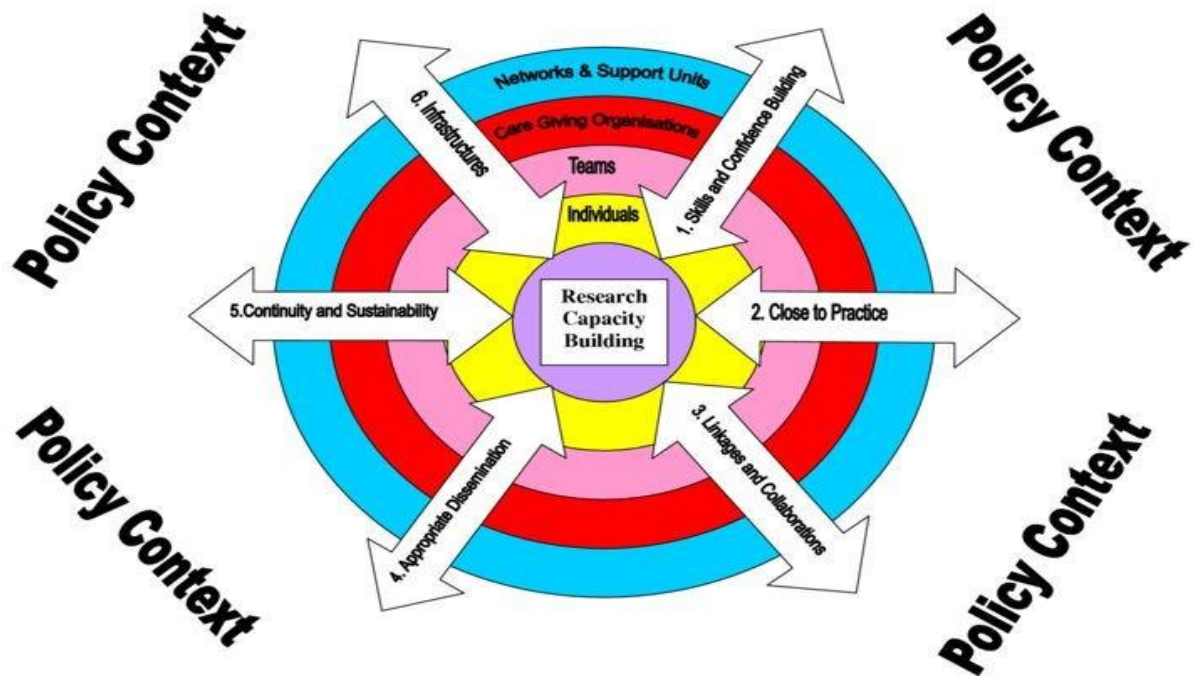 Policy Context
Policy Context
Networks & Support Units
Care Giving Organisations
Teams
Individuals
6. Infrastructures
1. Skills and Confidence Building
5.Continuity and Sustainability
Research
Capacity
Building
2. Close to Practice
4. Appropriate Dissemination
3. Linkages and Collaborations
Policy Context
Policy Context